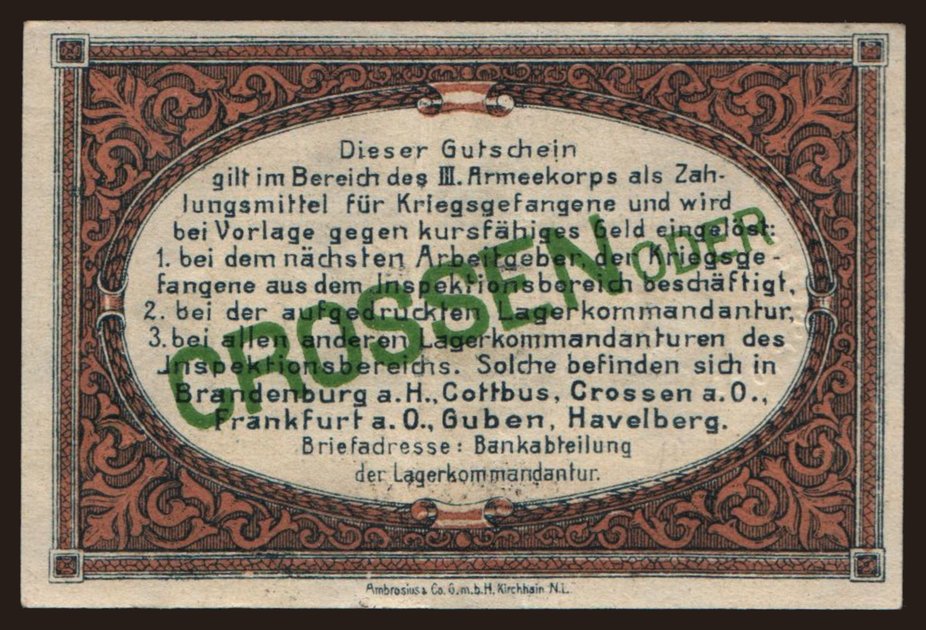 Dieser Gutschein
gilt im Bereich des III. Armeekorps als Zah-
lungsmittel für Kriegsgefangene und wird
bei Vorlage gegen kursfähiges Geld eingelöst:
1. bei dem nächsten Arbeitgeber, der Kriegsge-
fangene aus dem Inspektionsbereich beschäftigt,
2. bei der aufgedruckten Lagerkommandantur,
3. bei allen anderen Lagerkommandanturen des
Inspektionsbereichs. Solche befinden sich in
Brandenburg a. H., Cottbus, Crossen a. O.,
Frankfurt a. O., Guben, Havelberg.
Briefadresse: Bankabteilung
der Lagerkommandantur.
CROSSEN ODER
Ambrosius & Co. G.m.b.H. Kirchhain N.L.